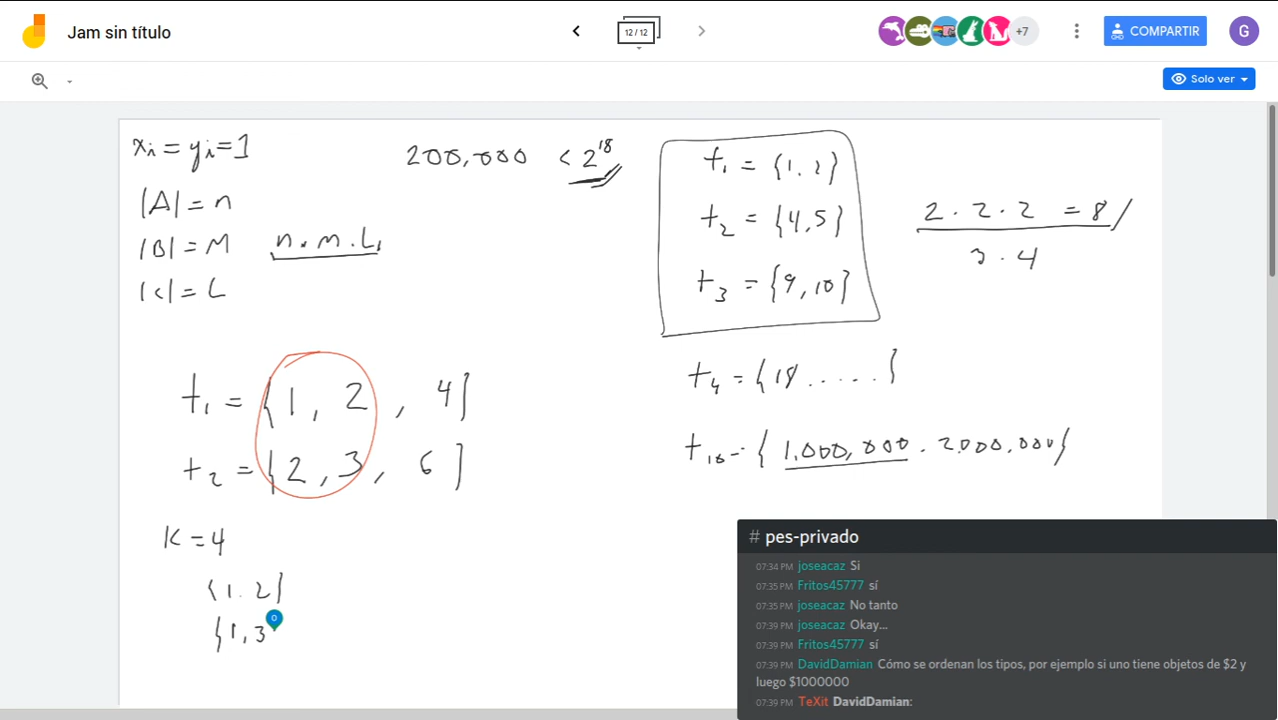 Jam sin título
12 / 12
+7
COMPARTIR
G
Solo ver
xi = yi = 1
200,000 < 2^18
|A| = n
|B| = M
n . m . L
|K| = L
t1 = {1, 2, 4}
t2 = {2, 3, 6}
K = 4
{1. 2}
{1, 3
t1 = {1. 2}
t2 = {4, 5}
t3 = {9, 10}
2 . 2 . 2 = 8 /
3 . 4
t4 = {18 . . . . . }
t10 = { 1.000,000 . 2.000.000}
# pes-privado
07:34 PM joseacaz Si
07:35 PM Fritos45777 sí
07:35 PM joseacaz No tanto
07:39 PM joseacaz Okay...
07:39 PM Fritos45777 sí
07:39 PM DavidDamian Cómo se ordenan los tipos, por ejemplo si uno tiene objetos de $2 y
luego $1000000
07:39 PM TeXit DavidDamian: